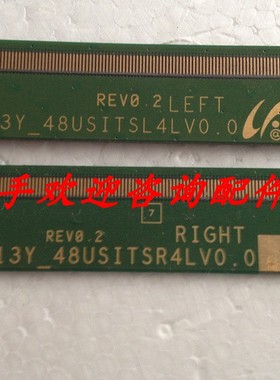 REV0.2 LEFT
13Y_48USITSL4LV0.0
手欢迎咨询配件
7
REV0.2 RIGHT
13Y_48USITSR4LV0.0